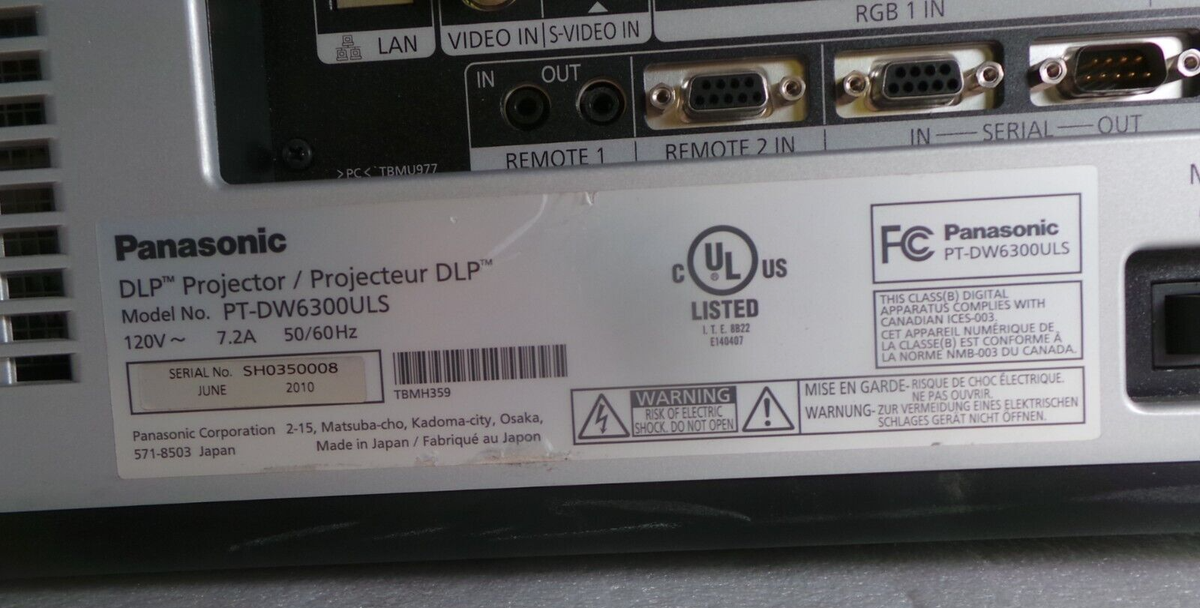 LAN
VIDEO IN
S-VIDEO IN
RGB 1 IN
IN
OUT
REMOTE 1
REMOTE 2 IN
IN
SERIAL
OUT
>PC< TBMU977
Panasonic
DLP™ Projector / Projecteur DLP™
Model No. PT-DW6300ULS
120V ~ 7.2A 50/60Hz
SERIAL No. SH0350008
JUNE 2010
TBMH359
Panasonic Corporation 2-15, Matsuba-cho, Kadoma-city, Osaka,
571-8503 Japan
Made in Japan / Fabriqué au Japon
C UL US
®
LISTED
I. T. E. 8822
E140407
FC Panasonic
PT-DW6300ULS
THIS CLASS(B) DIGITAL
APPARATUS COMPLIES WITH
CANADIAN ICES-003.
CET APPAREIL NUMÉRIQUE DE
LA CLASSE(B) EST CONFORME À
LA NORME NMB-003 DU CANADA.
WARNING
RISK OF ELECTRIC
SHOCK. DO NOT OPEN.
MISE EN GARDE- RISQUE DE CHOC ÉLECTRIQUE.
NE PAS OUVRIR.
WARNUNG- ZUR VERMEIDUNG EINES ELEKTRISCHEN
SCHLAGES GERÄT NICHT ÖFFNEN.